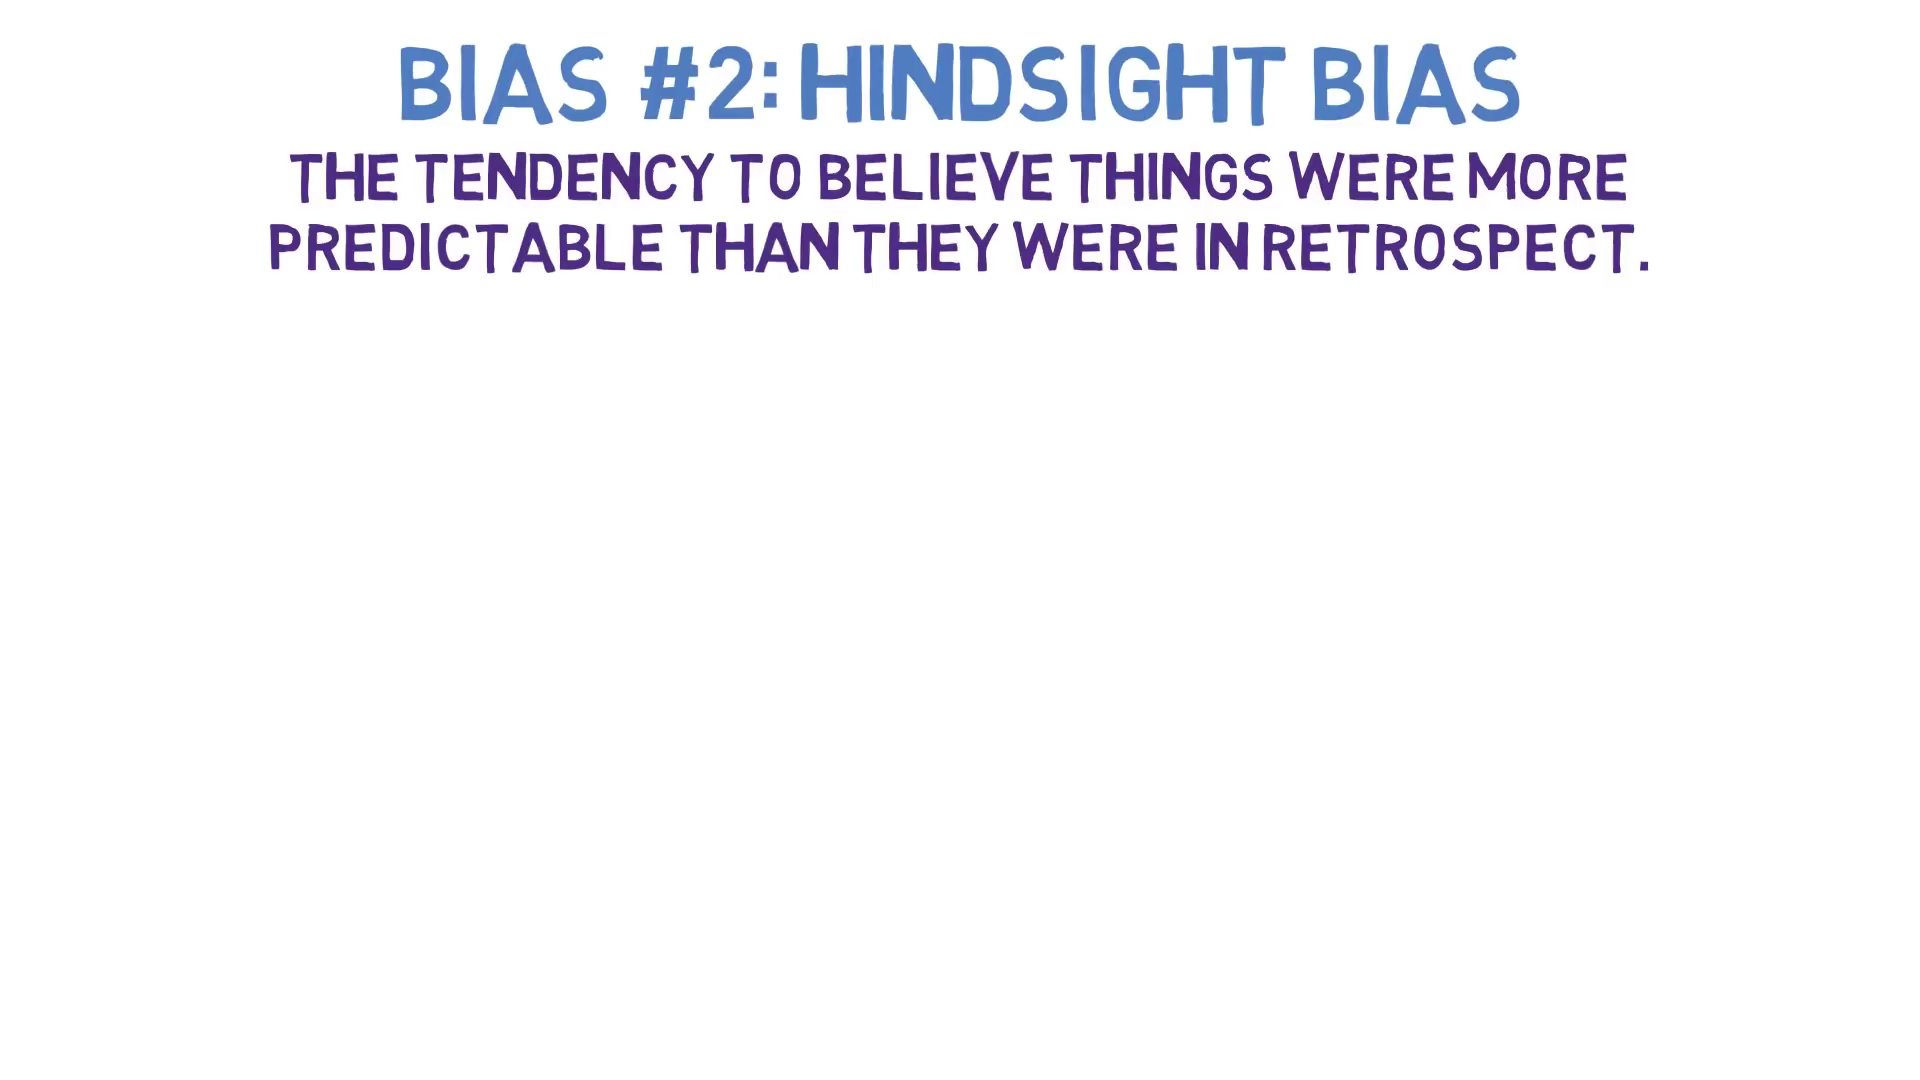 BIAS #2: HINDSIGHT BIAS
THE TENDENCY TO BELIEVE THINGS WERE MORE
PREDICTABLE THAN THEY WERE IN RETROSPECT.